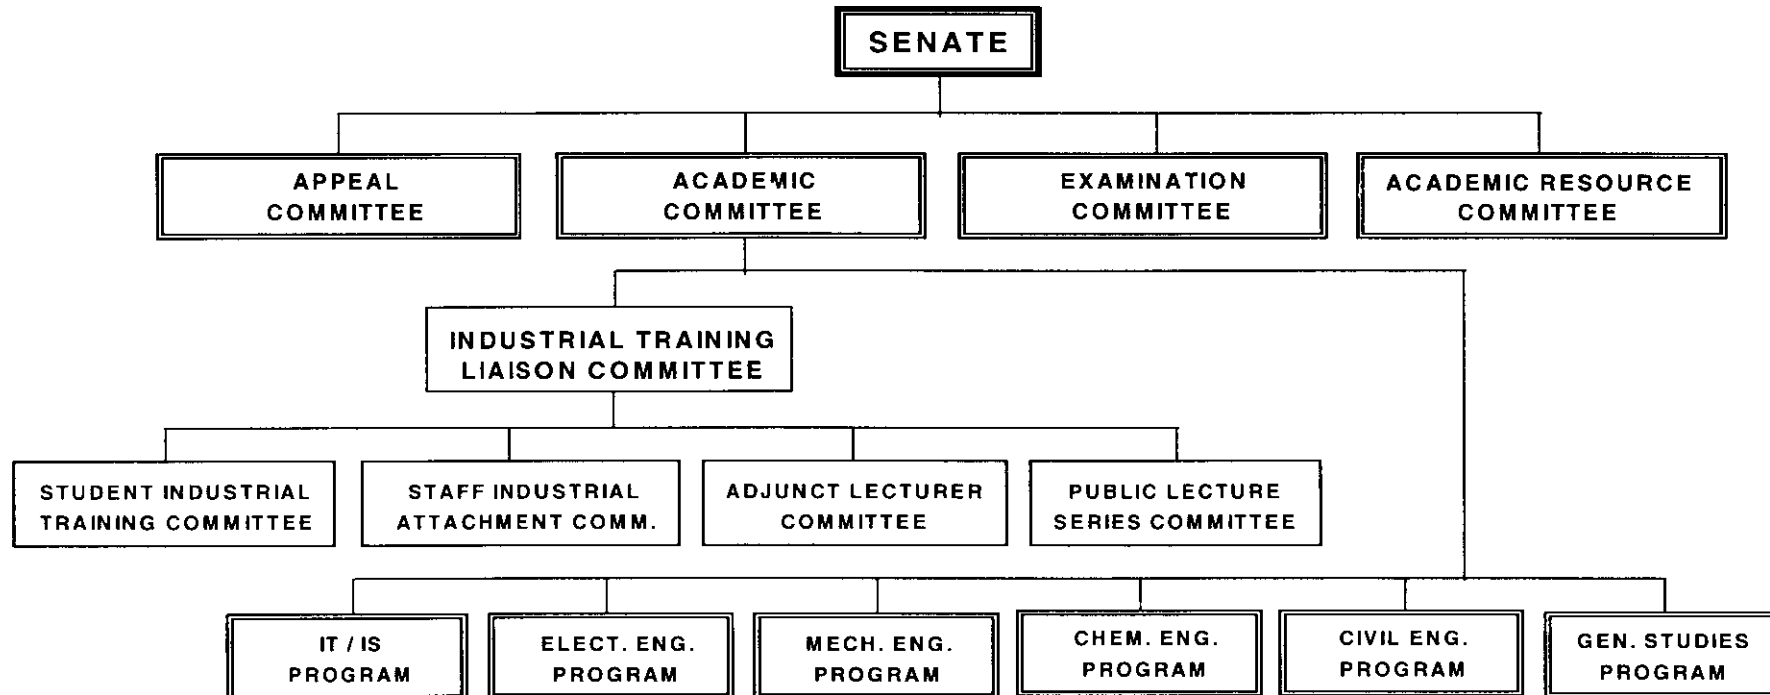 SENATE
APPEAL
COMMITTEE
ACADEMIC
COMMITTEE
EXAMINATION
COMMITTEE
ACADEMIC RESOURCE
COMMITTEE
INDUSTRIAL TRAINING
LIAISON COMMITTEE
STUDENT INDUSTRIAL
TRAINING COMMITTEE
STAFF INDUSTRIAL
ATTACHMENT COMM.
ADJUNCT LECTURER
COMMITTEE
PUBLIC LECTURE
SERIES COMMITTEE
IT / IS
PROGRAM
ELECT. ENG.
PROGRAM
MECH. ENG.
PROGRAM
CHEM. ENG.
PROGRAM
CIVIL ENG.
PROGRAM
GEN. STUDIES
PROGRAM